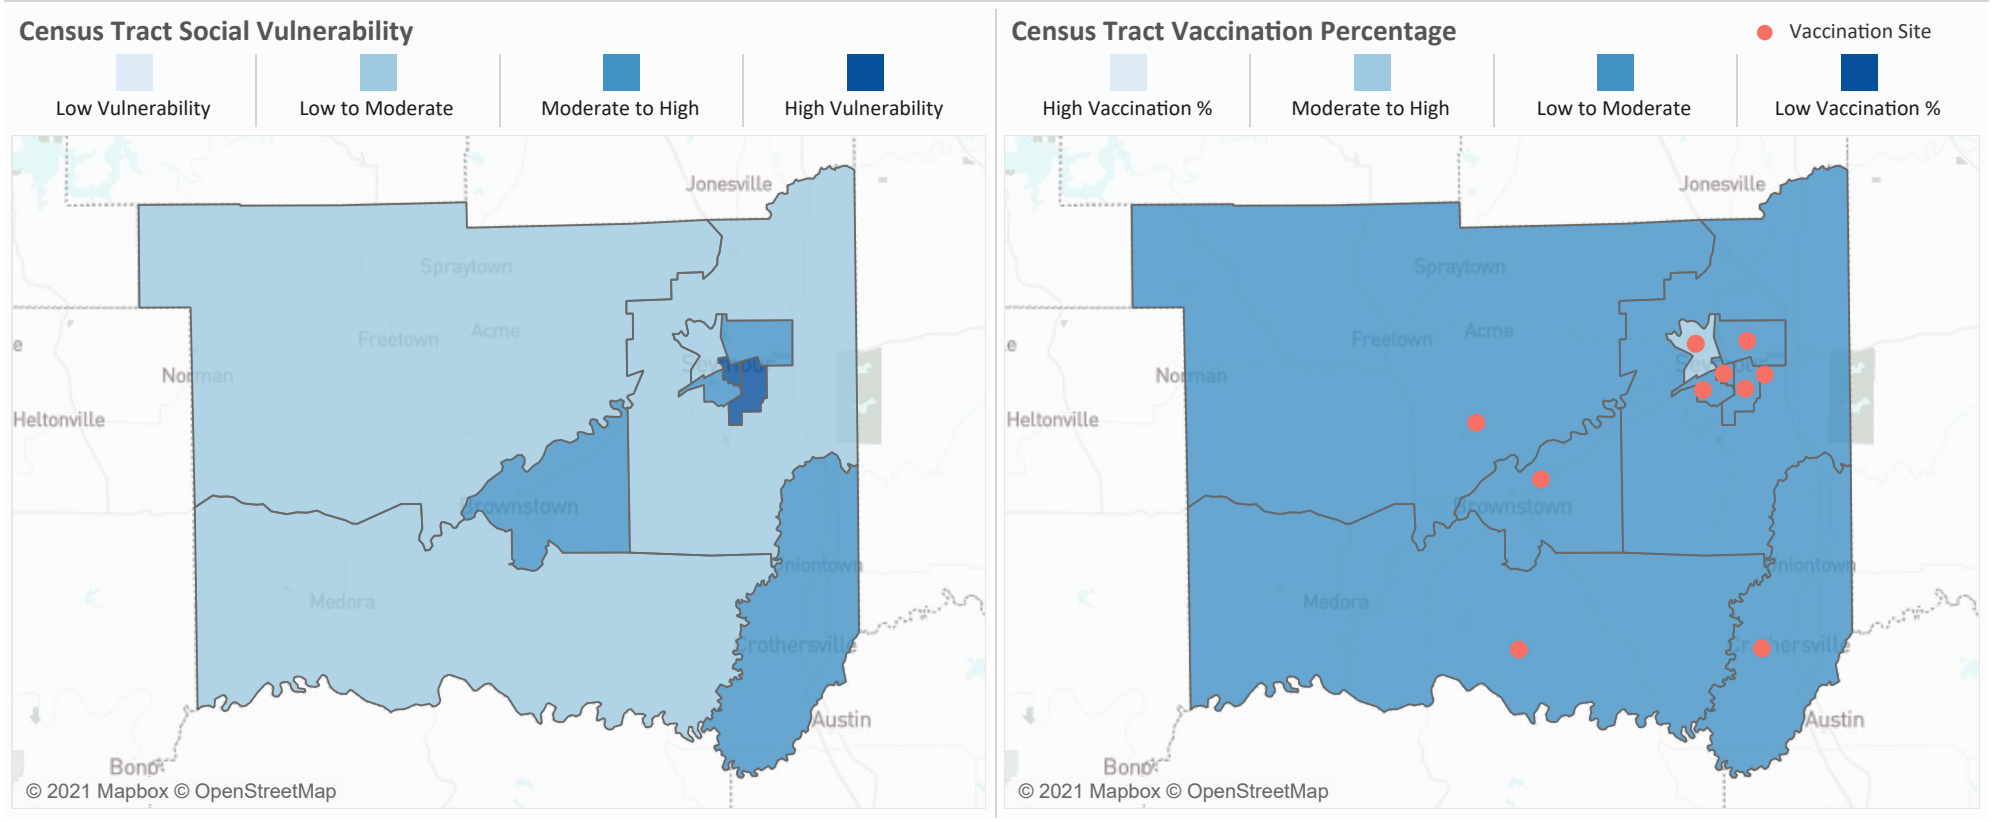 Census Tract Social Vulnerability
Low Vulnerability
Low to Moderate
Moderate to High
High Vulnerability
Jonesville
Spraytown
Acme
Freetown
Seymour
Norman
Heltonville
Brownstown
Uniontown
Medora
Crothersville
Austin
Bono
© 2021 Mapbox © OpenStreetMap
Census Tract Vaccination Percentage
Vaccination Site
High Vaccination %
Moderate to High
Low to Moderate
Low Vaccination %
Jonesville
Spraytown
Acme
Freetown
Seymour
Norman
Heltonville
Brownstown
Uniontown
Medora
Crothersville
Austin
Bono
© 2021 Mapbox © OpenStreetMap